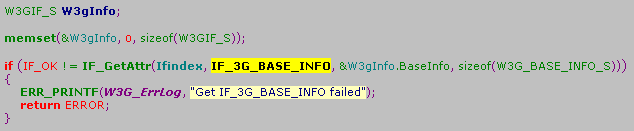 W3GIF_S W3gInfo;
memset(&W3gInfo, 0, sizeof(W3GIF_S));
if (IF_OK != IF_GetAttr(Ifindex, IF_3G_BASE_INFO, &W3gInfo.BaseInfo, sizeof(W3G_BASE_INFO_S)))
{
ERR_PRINTF(W3G_ErrLog, "Get IF_3G_BASE_INFO failed");
return ERROR;
}